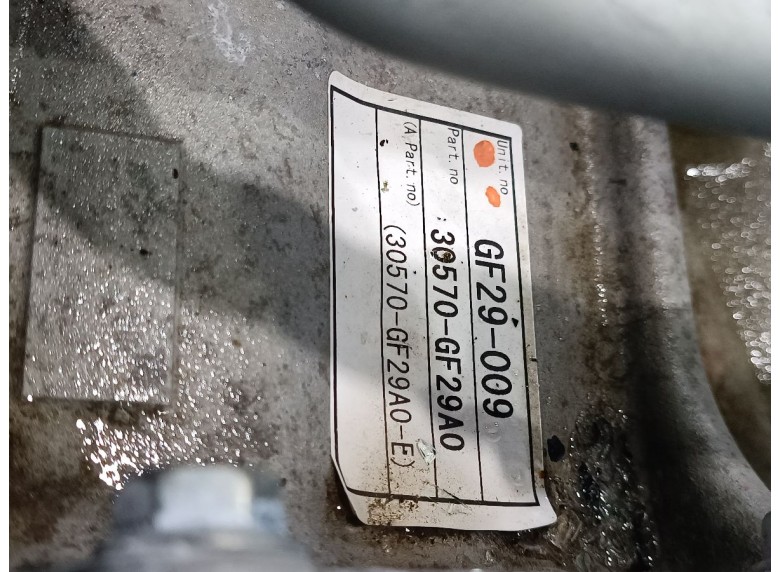 Unit. no GF29-009
Part. no : 30570-GF29A0
(A. Part. no) (30570-GF29A0-E)